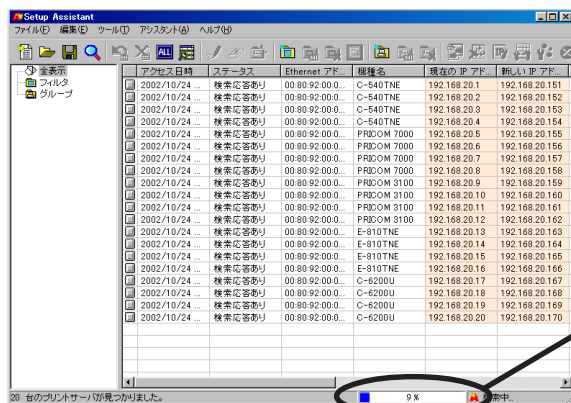 Setup Assistant
ファイル(F) 編集(E) ツール(T) アシスタント(A) ヘルプ(H)
ALL
全表示
フィルタ
グループ
アクセス日時 ステータス Ethernet アド... 機種名 現在の IP アド... 新しい IP アド...
2002/10/24 ... 検索応答あり 00:80:92:00:0... C-540TNE 192.168.20.1 192.168.20.151
2002/10/24 ... 検索応答あり 00:80:92:00:0... C-540TNE 192.168.20.2 192.168.20.152
2002/10/24 ... 検索応答あり 00:80:92:00:0... C-540TNE 192.168.20.3 192.168.20.153
2002/10/24 ... 検索応答あり 00:80:92:00:0... C-540TNE 192.168.20.4 192.168.20.154
2002/10/24 ... 検索応答あり 00:80:92:00:0... PRICOM 7000 192.168.20.5 192.168.20.155
2002/10/24 ... 検索応答あり 00:80:92:00:0... PRICOM 7000 192.168.20.6 192.168.20.156
2002/10/24 ... 検索応答あり 00:80:92:00:0... PRICOM 7000 192.168.20.7 192.168.20.157
2002/10/24 ... 検索応答あり 00:80:92:00:0... PRICOM 7000 192.168.20.8 192.168.20.158
2002/10/24 ... 検索応答あり 00:80:92:00:0... PRICOM 3100 192.168.20.9 192.168.20.159
2002/10/24 ... 検索応答あり 00:80:92:00:0... PRICOM 3100 192.168.20.10 192.168.20.160
2002/10/24 ... 検索応答あり 00:80:92:00:0... PRICOM 3100 192.168.20.11 192.168.20.161
2002/10/24 ... 検索応答あり 00:80:92:00:0... PRICOM 3100 192.168.20.12 192.168.20.162
2002/10/24 ... 検索応答あり 00:80:92:00:0... E-810TNE 192.168.20.13 192.168.20.163
2002/10/24 ... 検索応答あり 00:80:92:00:0... E-810TNE 192.168.20.14 192.168.20.164
2002/10/24 ... 検索応答あり 00:80:92:00:0... E-810TNE 192.168.20.15 192.168.20.165
2002/10/24 ... 検索応答あり 00:80:92:00:0... E-810TNE 192.168.20.16 192.168.20.166
2002/10/24 ... 検索応答あり 00:80:92:00:0... C-6200U 192.168.20.17 192.168.20.167
2002/10/24 ... 検索応答あり 00:80:92:00:0... C-6200U 192.168.20.18 192.168.20.168
2002/10/24 ... 検索応答あり 00:80:92:00:0... C-6200U 192.168.20.19 192.168.20.169
2002/10/24 ... 検索応答あり 00:80:92:00:0... C-6200U 192.168.20.20 192.168.20.170
20 台のプリントサーバが見つかりました。 9 % 検索中...